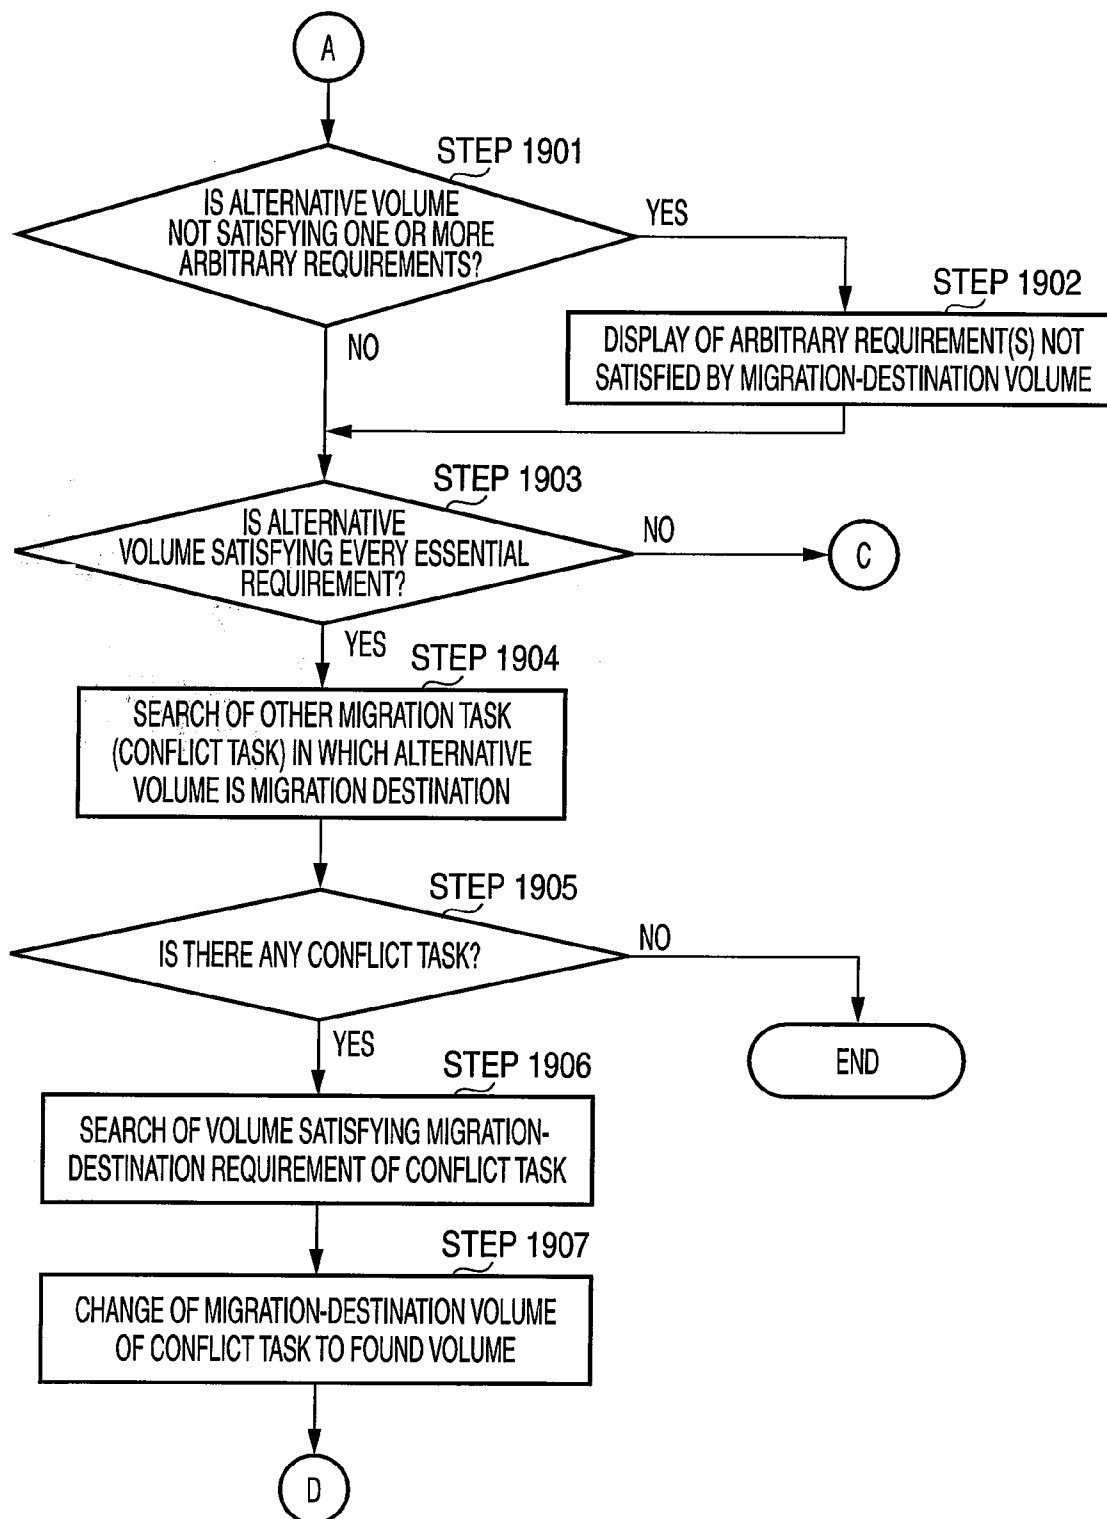 A
STEP 1901
IS ALTERNATIVE VOLUME
NOT SATISFYING ONE OR MORE
ARBITRARY REQUIREMENTS?
YES
NO
STEP 1902
DISPLAY OF ARBITRARY REQUIREMENT(S) NOT
SATISFIED BY MIGRATION-DESTINATION VOLUME
STEP 1903
IS ALTERNATIVE
VOLUME SATISFYING EVERY ESSENTIAL
REQUIREMENT?
NO
C
YES
STEP 1904
SEARCH OF OTHER MIGRATION TASK
(CONFLICT TASK) IN WHICH ALTERNATIVE
VOLUME IS MIGRATION DESTINATION
STEP 1905
IS THERE ANY CONFLICT TASK?
NO
END
YES
STEP 1906
SEARCH OF VOLUME SATISFYING MIGRATION-
DESTINATION REQUIREMENT OF CONFLICT TASK
STEP 1907
CHANGE OF MIGRATION-DESTINATION VOLUME
OF CONFLICT TASK TO FOUND VOLUME
D